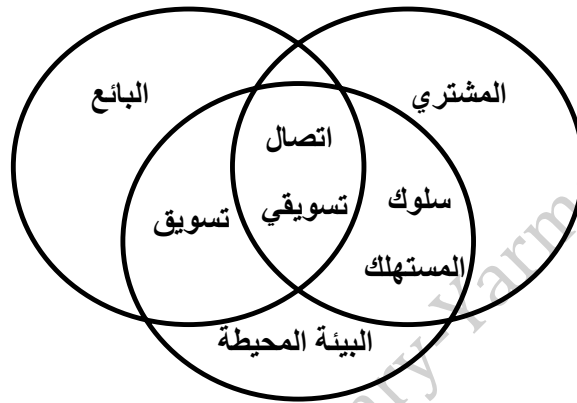 المشتري
البائع
اتصال
تسويقي
سلوك
المستهلك
تسويق
البيئة المحيطة